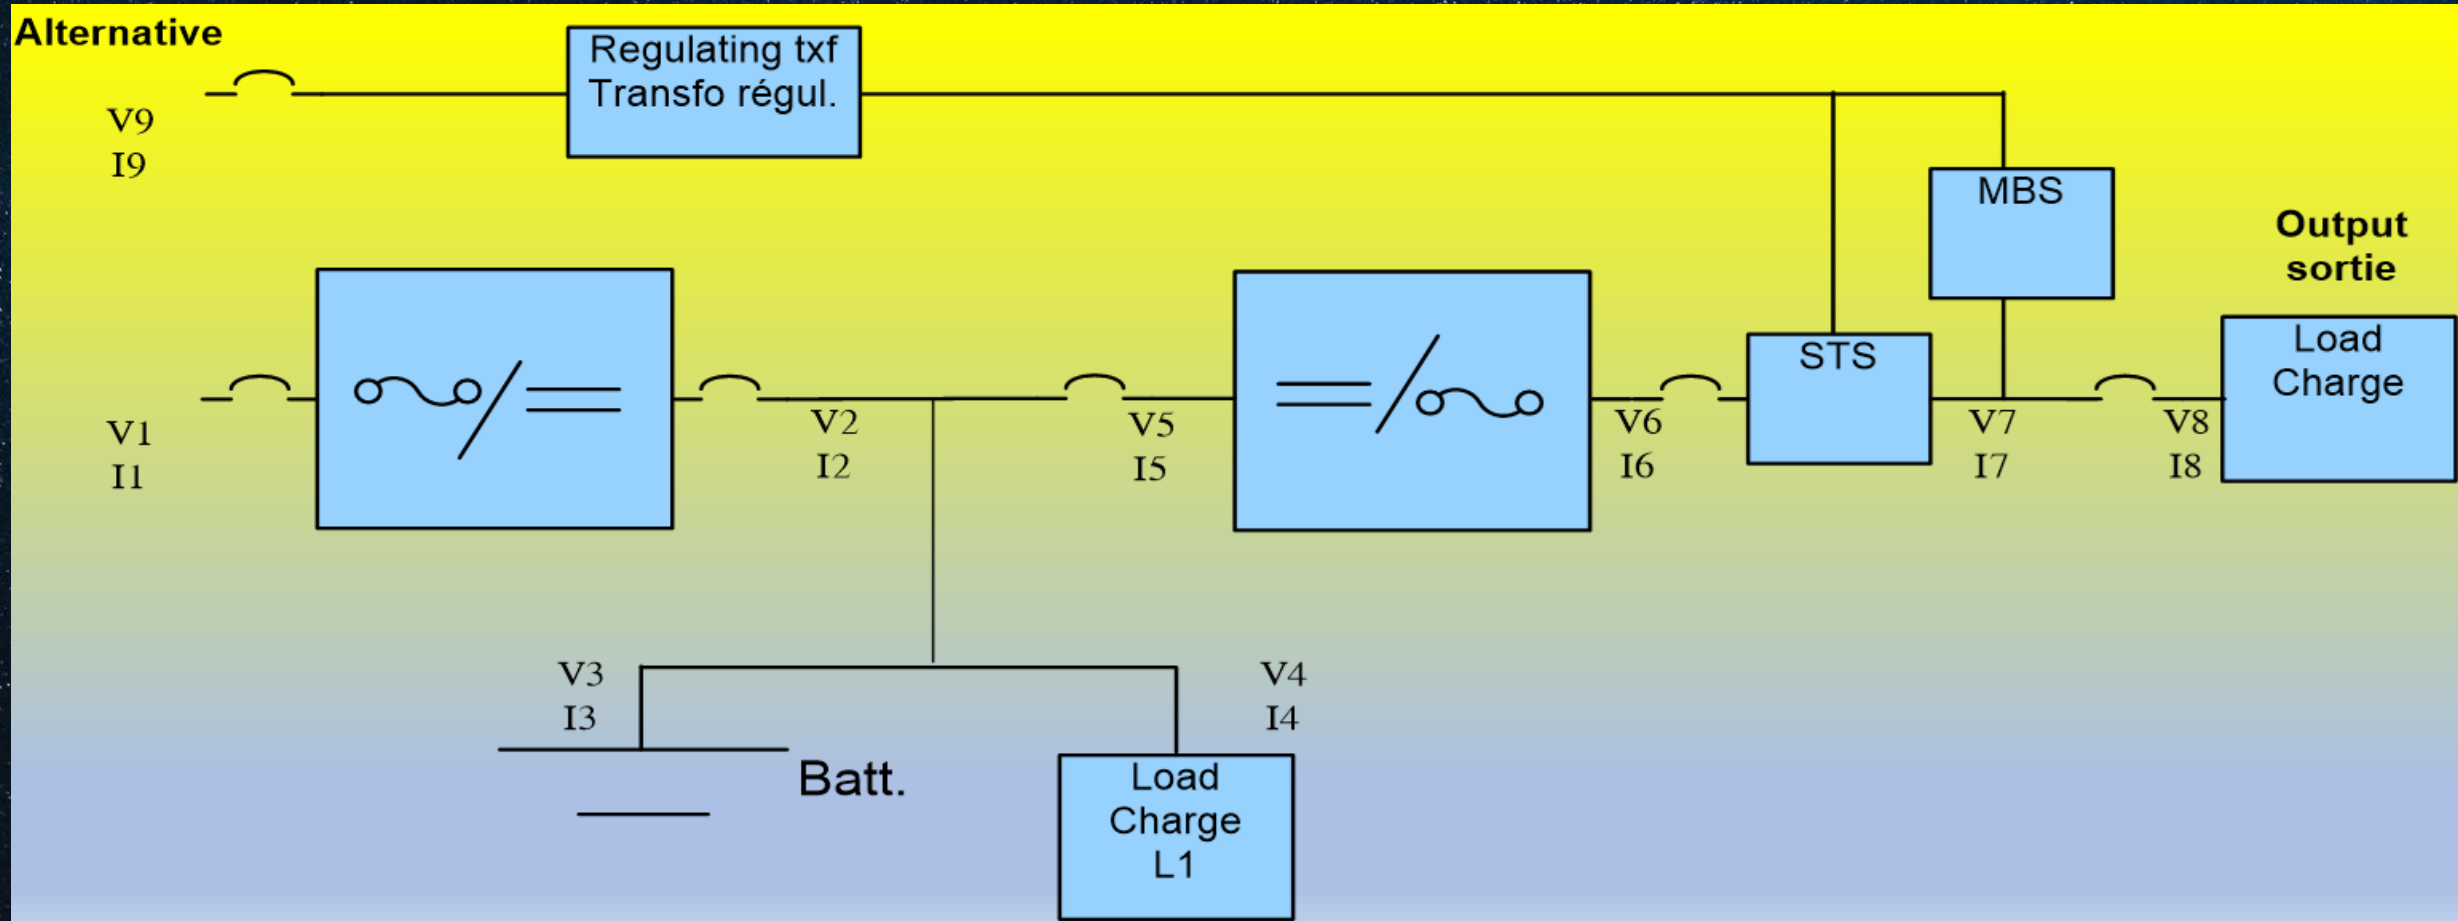 Alternative
Regulating txf
Transfo régul.
V9
I9
MBS
Output
sortie
STS
Load
Charge
V1
I1
V2
I2
V5
I5
V6
I6
V7
I7
V8
I8
V3
I3
V4
I4
Batt.
Load
Charge
L1